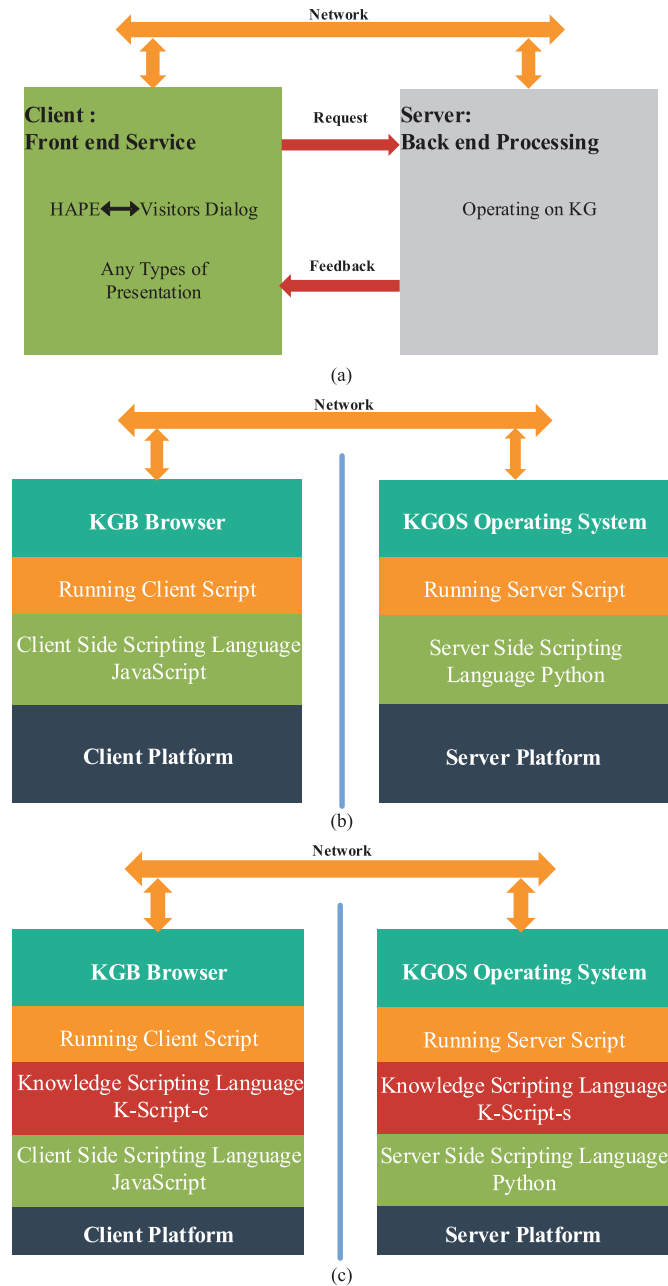 Network
Client :
Front end Service
HAPE Visitors Dialog
Any Types of
Presentation
Request
Feedback
Server:
Back end Processing
Operating on KG
(a)
Network
KGB Browser
Running Client Script
Client Side Scripting Language
JavaScript
Client Platform
KGOS Operating System
Running Server Script
Server Side Scripting
Language Python
Server Platform
(b)
Network
KGB Browser
Running Client Script
Knowledge Scripting Language
K-Script-c
Client Side Scripting Language
JavaScript
Client Platform
KGOS Operating System
Running Server Script
Knowledge Scripting Language
K-Script-s
Server Side Scripting Language
Python
Server Platform
(c)